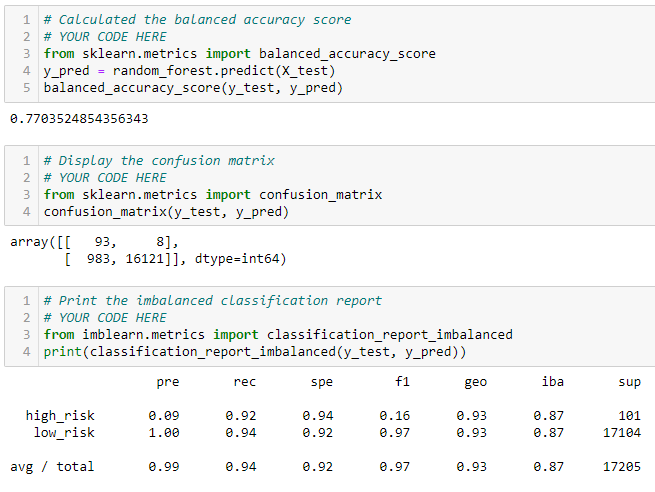 1 # Calculated the balanced accuracy score
2 # YOUR CODE HERE
3 from sklearn.metrics import balanced_accuracy_score
4 y_pred = random_forest.predict(X_test)
5 balanced_accuracy_score(y_test, y_pred)
0.7703524854356343
1 # Display the confusion matrix
2 # YOUR CODE HERE
3 from sklearn.metrics import confusion_matrix
4 confusion_matrix(y_test, y_pred)
array([[   93,     8],
       [  983, 16121]], dtype=int64)
1 # Print the imbalanced classification report
2 # YOUR CODE HERE
3 from imblearn.metrics import classification_report_imbalanced
4 print(classification_report_imbalanced(y_test, y_pred))
pre rec spe f1 geo iba sup
high_risk 0.09 0.92 0.94 0.16 0.93 0.87 101
low_risk 1.00 0.94 0.92 0.97 0.93 0.87 17104
avg / total 0.99 0.94 0.92 0.97 0.93 0.87 17205